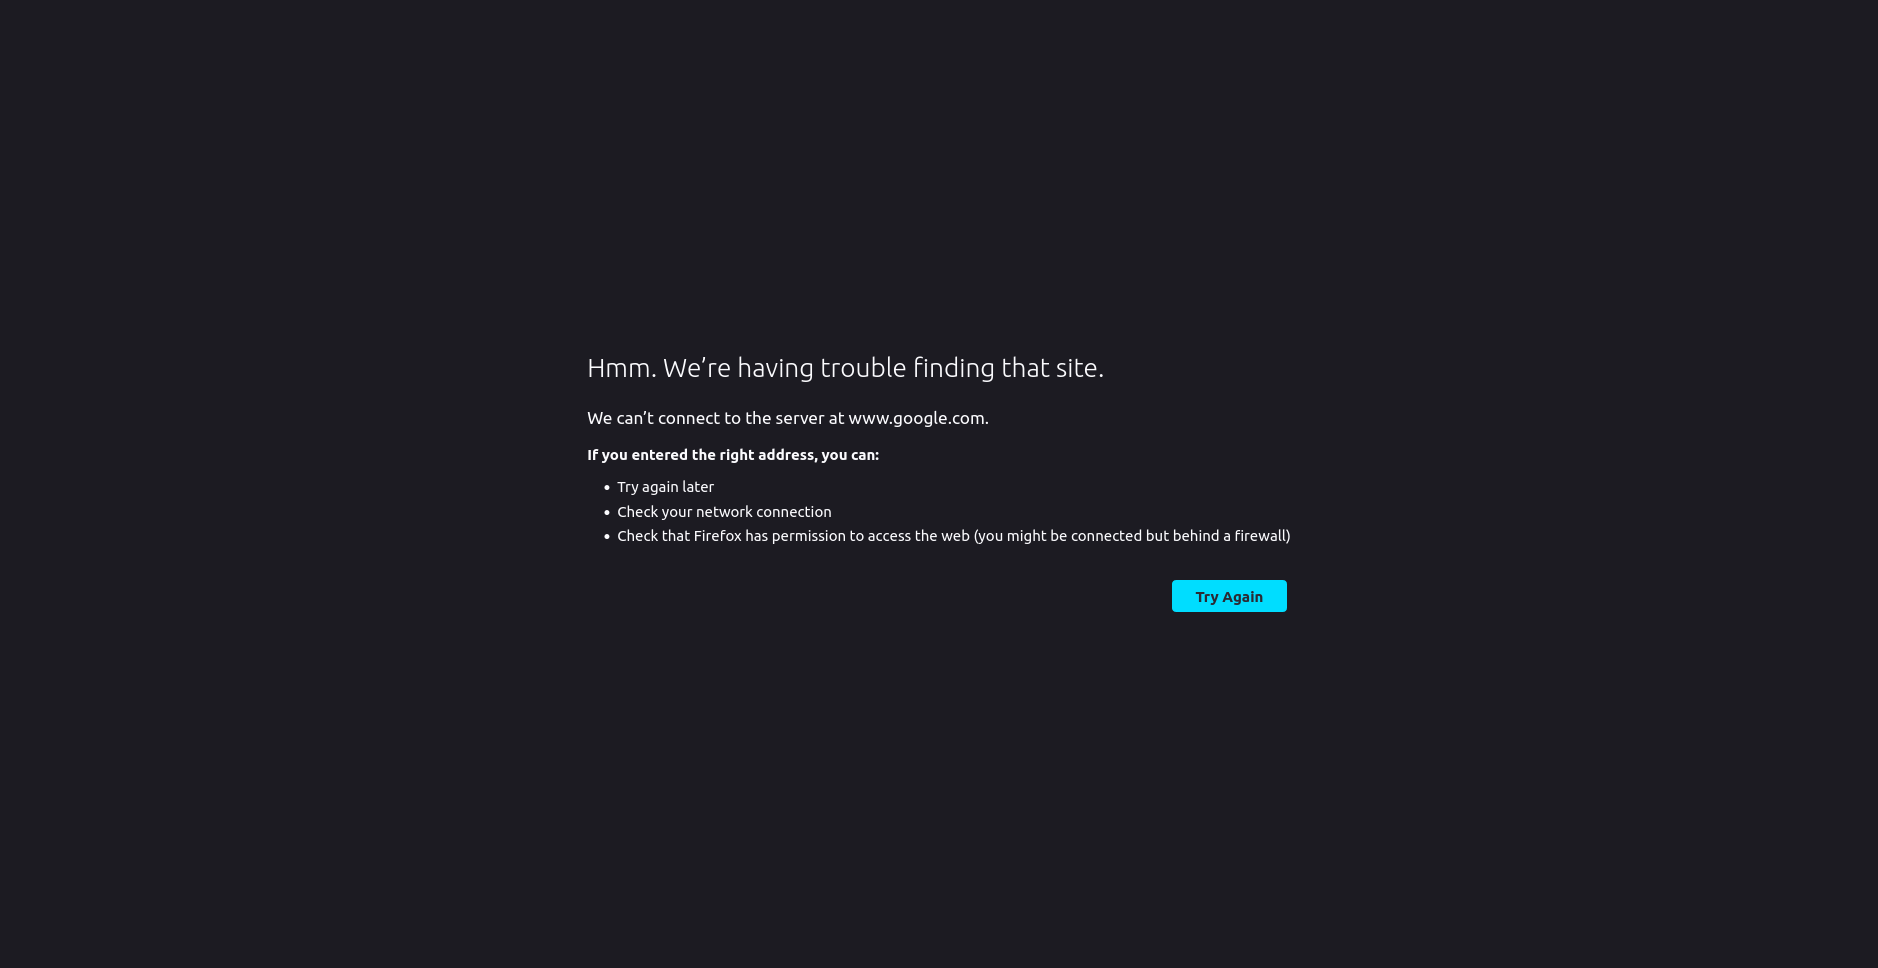 Hmm. We’re having trouble finding that site.
We can’t connect to the server at www.google.com.
If you entered the right address, you can:
• Try again later
• Check your network connection
• Check that Firefox has permission to access the web (you might be connected but behind a firewall)
Try Again